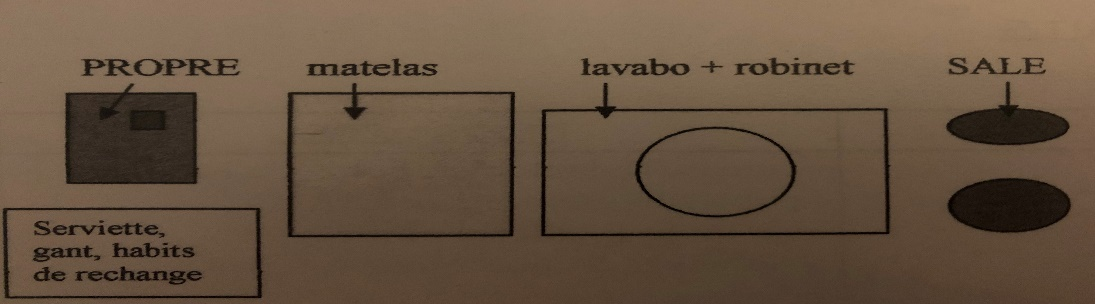 PROPRE
matelas
lavabo + robinet
SALE
Serviette,
gant, habits
de rechange